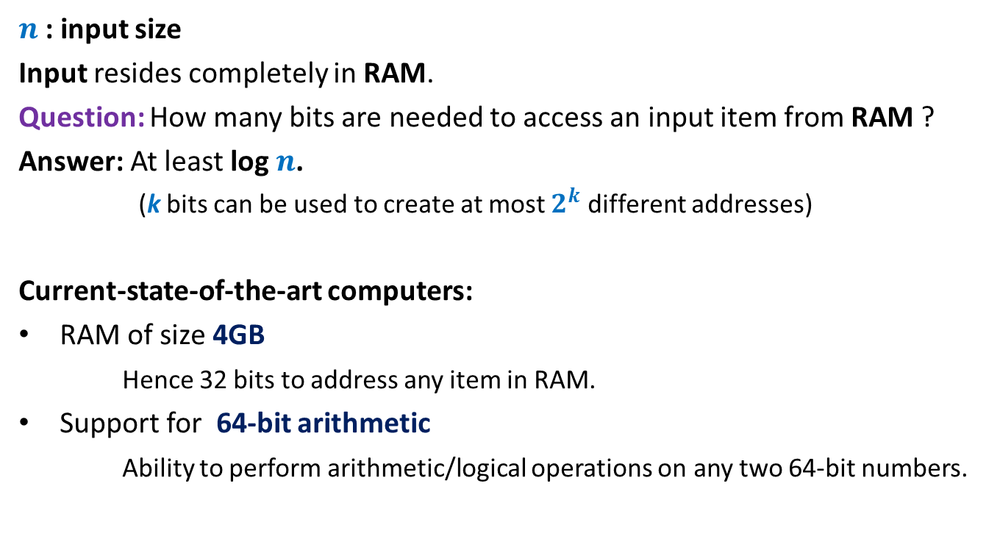 n : input size
Input resides completely in RAM.
Question: How many bits are needed to access an input item from RAM ?
Answer: At least log n.
(k bits can be used to create at most 2^k different addresses)
Current-state-of-the-art computers:
• RAM of size 4GB
Hence 32 bits to address any item in RAM.
• Support for 64-bit arithmetic
Ability to perform arithmetic/logical operations on any two 64-bit numbers.